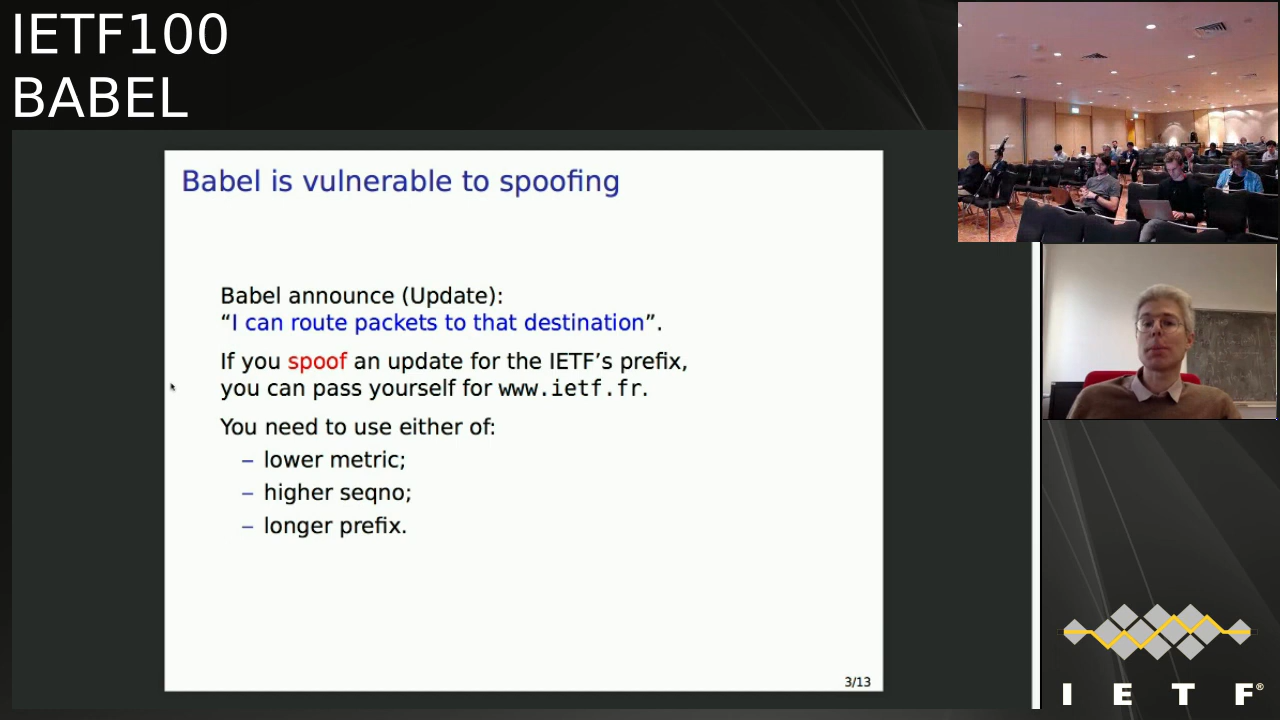 IETF100
BABEL
Babel is vulnerable to spoofing
Babel announce (Update):
“I can route packets to that destination”.
If you spoof an update for the IETF’s prefix,
you can pass yourself for www.ietf.fr.
You need to use either of:
– lower metric;
– higher seqno;
– longer prefix.
3/13
I E T F®